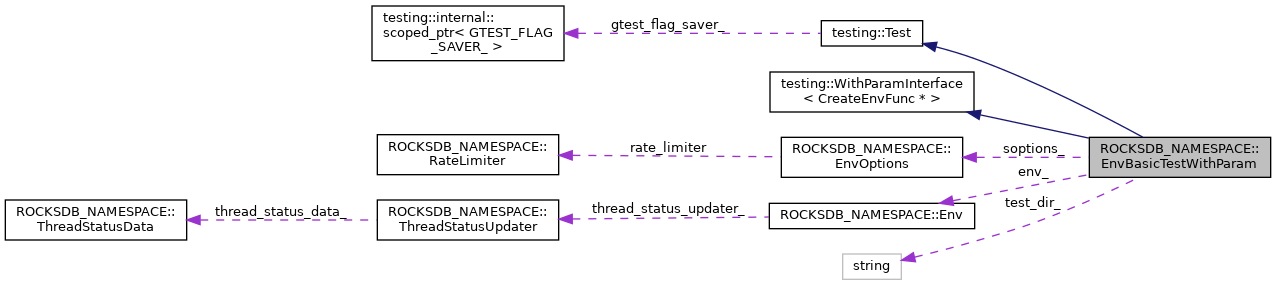 testing::internal::
scoped_ptr< GTEST_FLAG
_SAVER_ >
gtest_flag_saver_
testing::Test
testing::WithParamInterface
< CreateEnvFunc * >
ROCKSDB_NAMESPACE::
RateLimiter
rate_limiter
ROCKSDB_NAMESPACE::
EnvOptions
soptions_
ROCKSDB_NAMESPACE::
EnvBasicTestWithParam
env_
ROCKSDB_NAMESPACE::
ThreadStatusData
thread_status_data_
ROCKSDB_NAMESPACE::
ThreadStatusUpdater
thread_status_updater_
ROCKSDB_NAMESPACE::Env
test_dir_
string